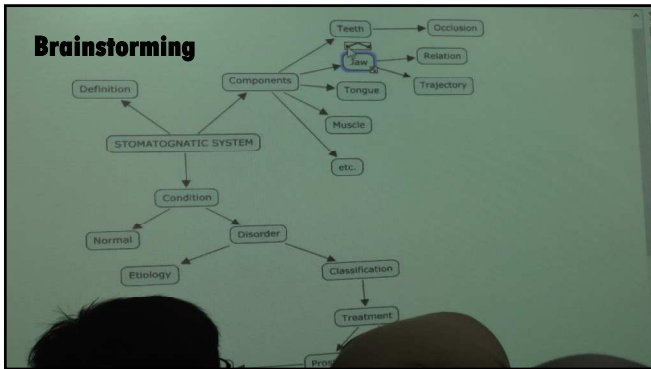 Brainstorming
Teeth
Occlusion
Jaw
Relation
Components
Definition
Tongue
Trajectory
Muscle
STOMATOGNATIC SYSTEM
etc.
Condition
Normal
Disorder
Etiology
Classification
Treatment